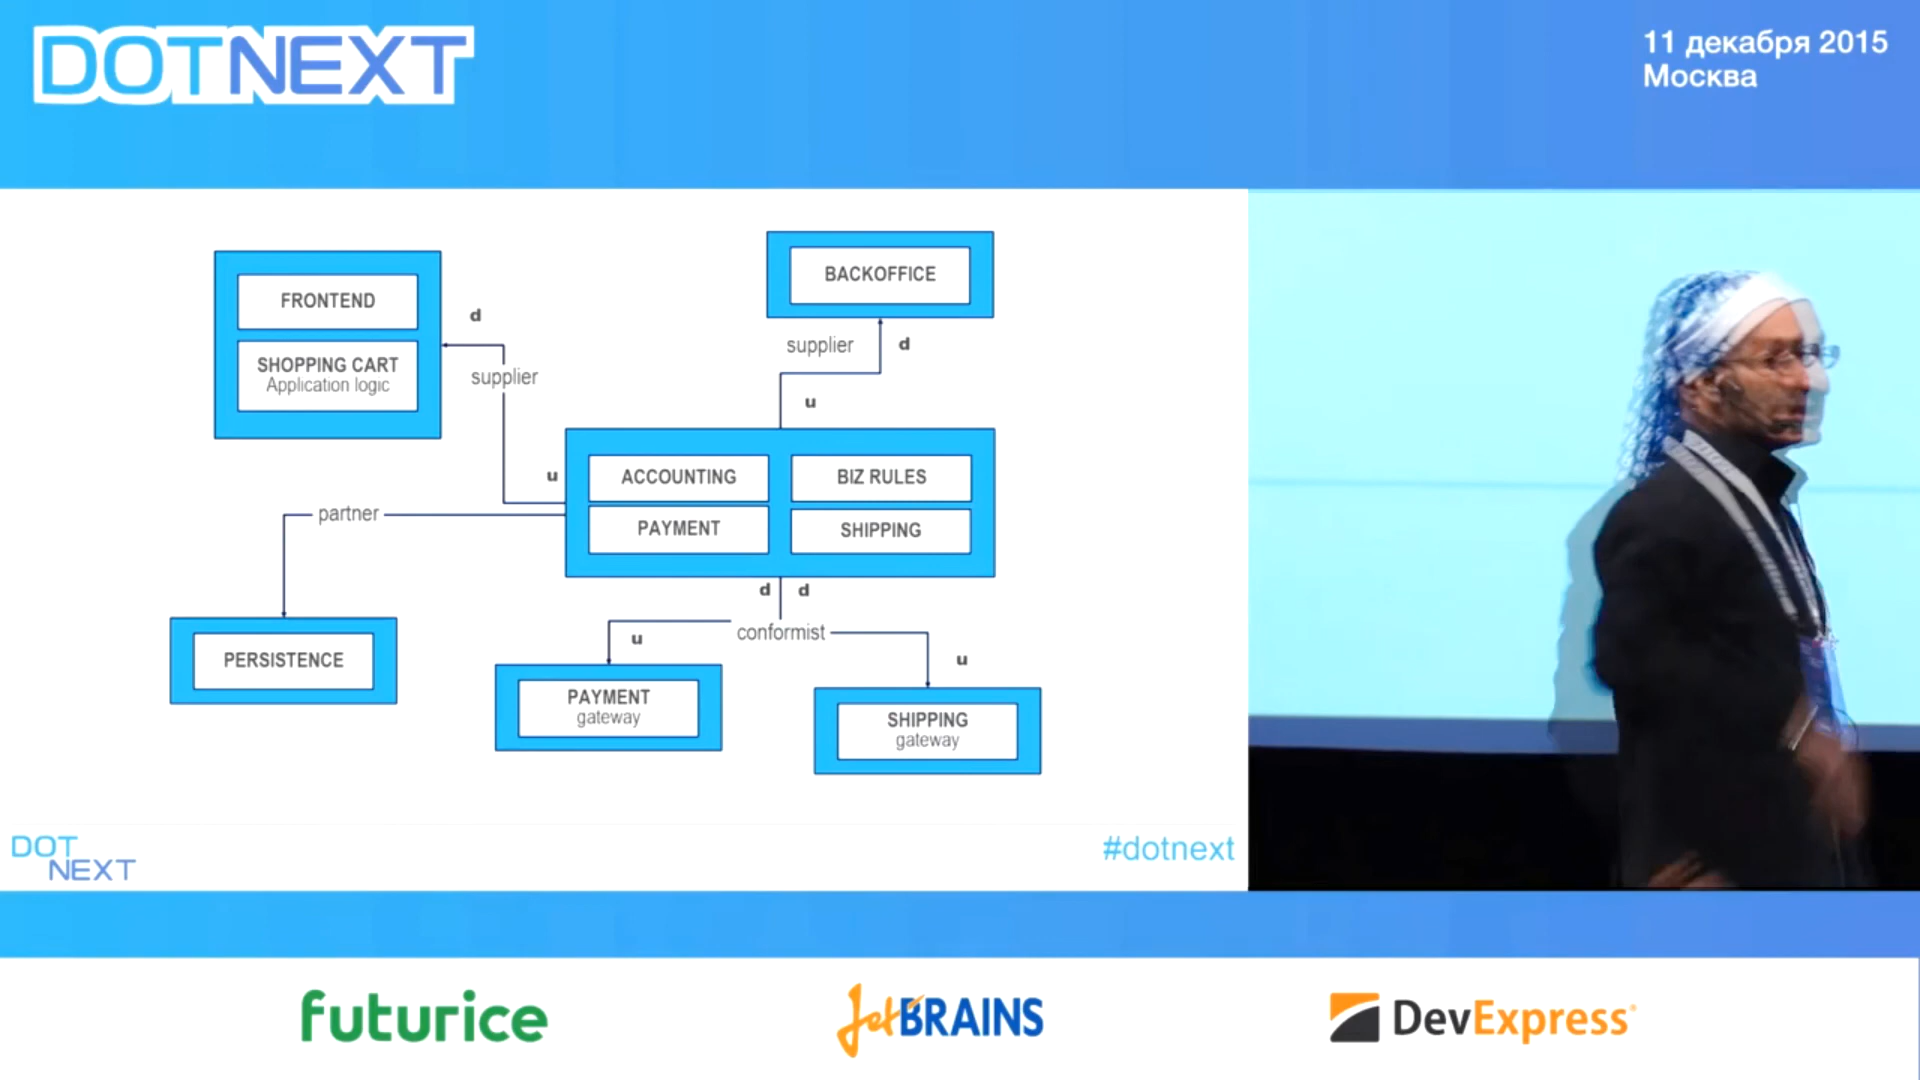 DOTNEXT
11 декабря 2015
Москва
BACKOFFICE
FRONTEND
d
SHOPPING CART
Application logic
supplier
d
supplier
u
u
ACCOUNTING
BIZ RULES
partner
PAYMENT
SHIPPING
d
d
conformist
u
u
PERSISTENCE
PAYMENT
gateway
SHIPPING
gateway
DOT
NEXT
#dotnext
futurice
JetBRAINS
DevExpress